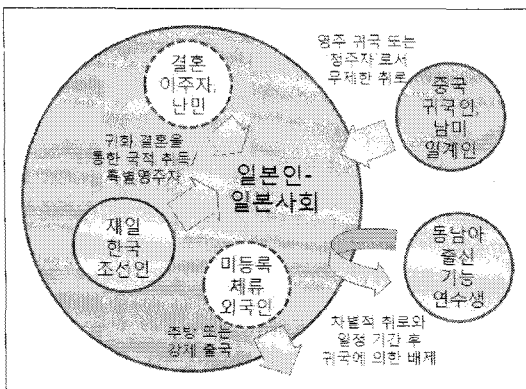 결혼
이주자,
난민
영주 귀국 또는
정주자'로서
무제한 취로
중국
귀국인,
남미
일계인
귀화 결혼을
통한 국적 취득/
특별영주자
일본인-
일본사회
재일
한국
조선인
미등록
체류
외국인
동남아
출신
기능
연수생
추방 또는
강제 출국
차별적 취로와
일정 기간 후
귀국에 의한 배제